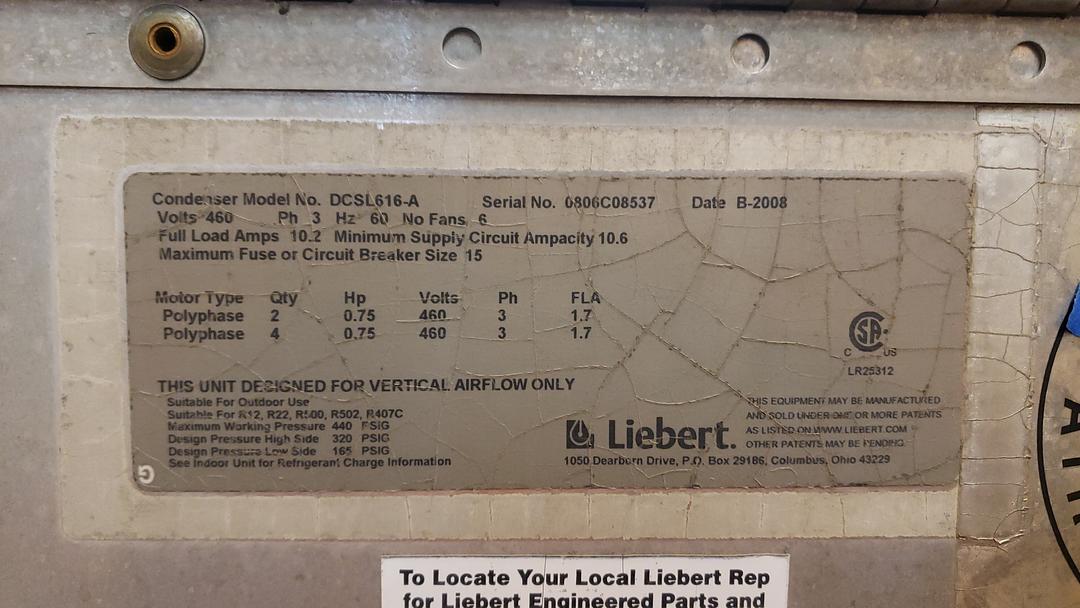 Condenser Model No. DCSL616-A Serial No. 0806C08537 Date B-2008
Volts 460 Ph 3 Hz 60 No Fans 6
Full Load Amps 10.2 Minimum Supply Circuit Ampacity 10.6
Maximum Fuse or Circuit Breaker Size 15
Motor Type Qty Hp Volts Ph FLA
Polyphase 2 0.75 460 3 1.7
Polyphase 4 0.75 460 3 1.7
SA
C US
LR25312
THIS UNIT DESIGNED FOR VERTICAL AIRFLOW ONLY
Suitable For Outdoor Use
Suitable For R12, R22, R500, R502, R407C
Maximum Working Pressure 440 PSIG
Design Pressure High Side 320 PSIG
Design Pressure Low Side 165 PSIG
See Indoor Unit for Refrigerant Charge Information
G
THIS EQUIPMENT MAY BE MANUFACTURED
AND SOLD UNDER ONE OR MORE PATENTS
AS LISTED ON WWW.LIEBERT.COM
OTHER PATENTS MAY BE PENDING.
Liebert.
1050 Dearborn Drive, P.O. Box 29186, Columbus, Ohio 43229
To Locate Your Local Liebert Rep
for Liebert Engineered Parts and